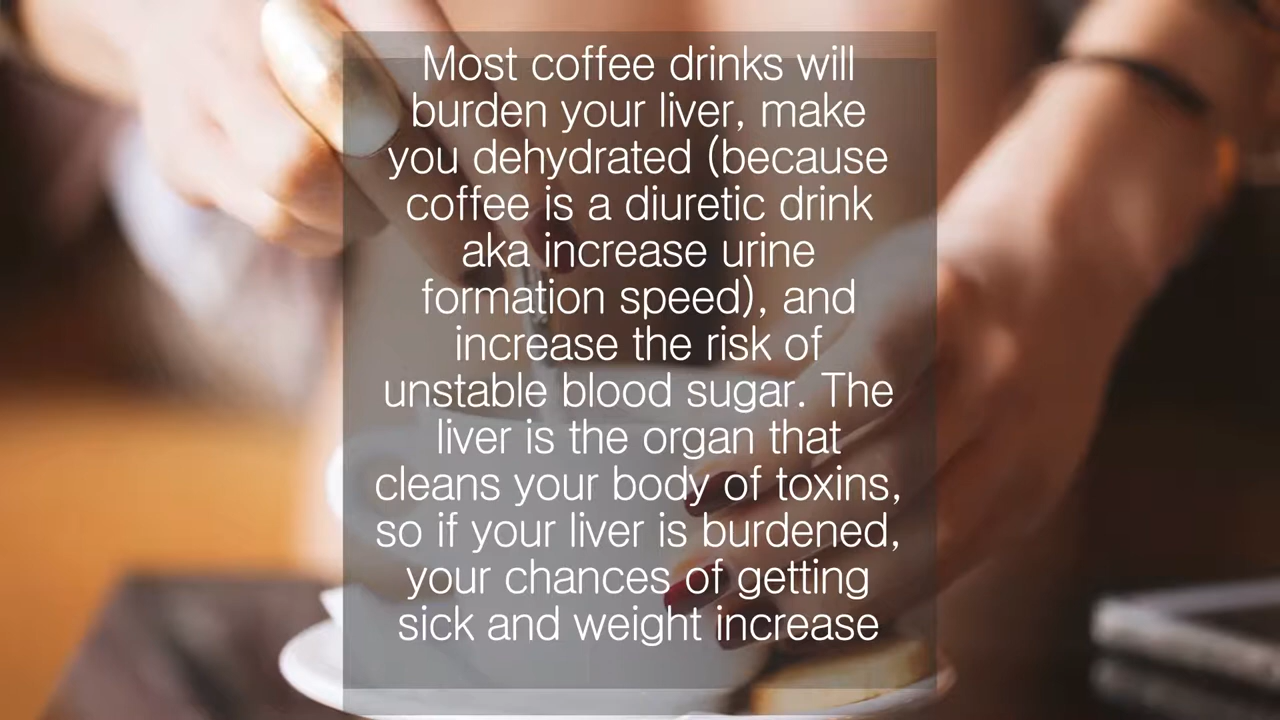 Most coffee drinks will
burden your liver, make
you dehydrated (because
coffee is a diuretic drink
aka increase urine
formation speed), and
increase the risk of
unstable blood sugar. The
liver is the organ that
cleans your body of toxins,
so if your liver is burdened,
your chances of getting
sick and weight increase